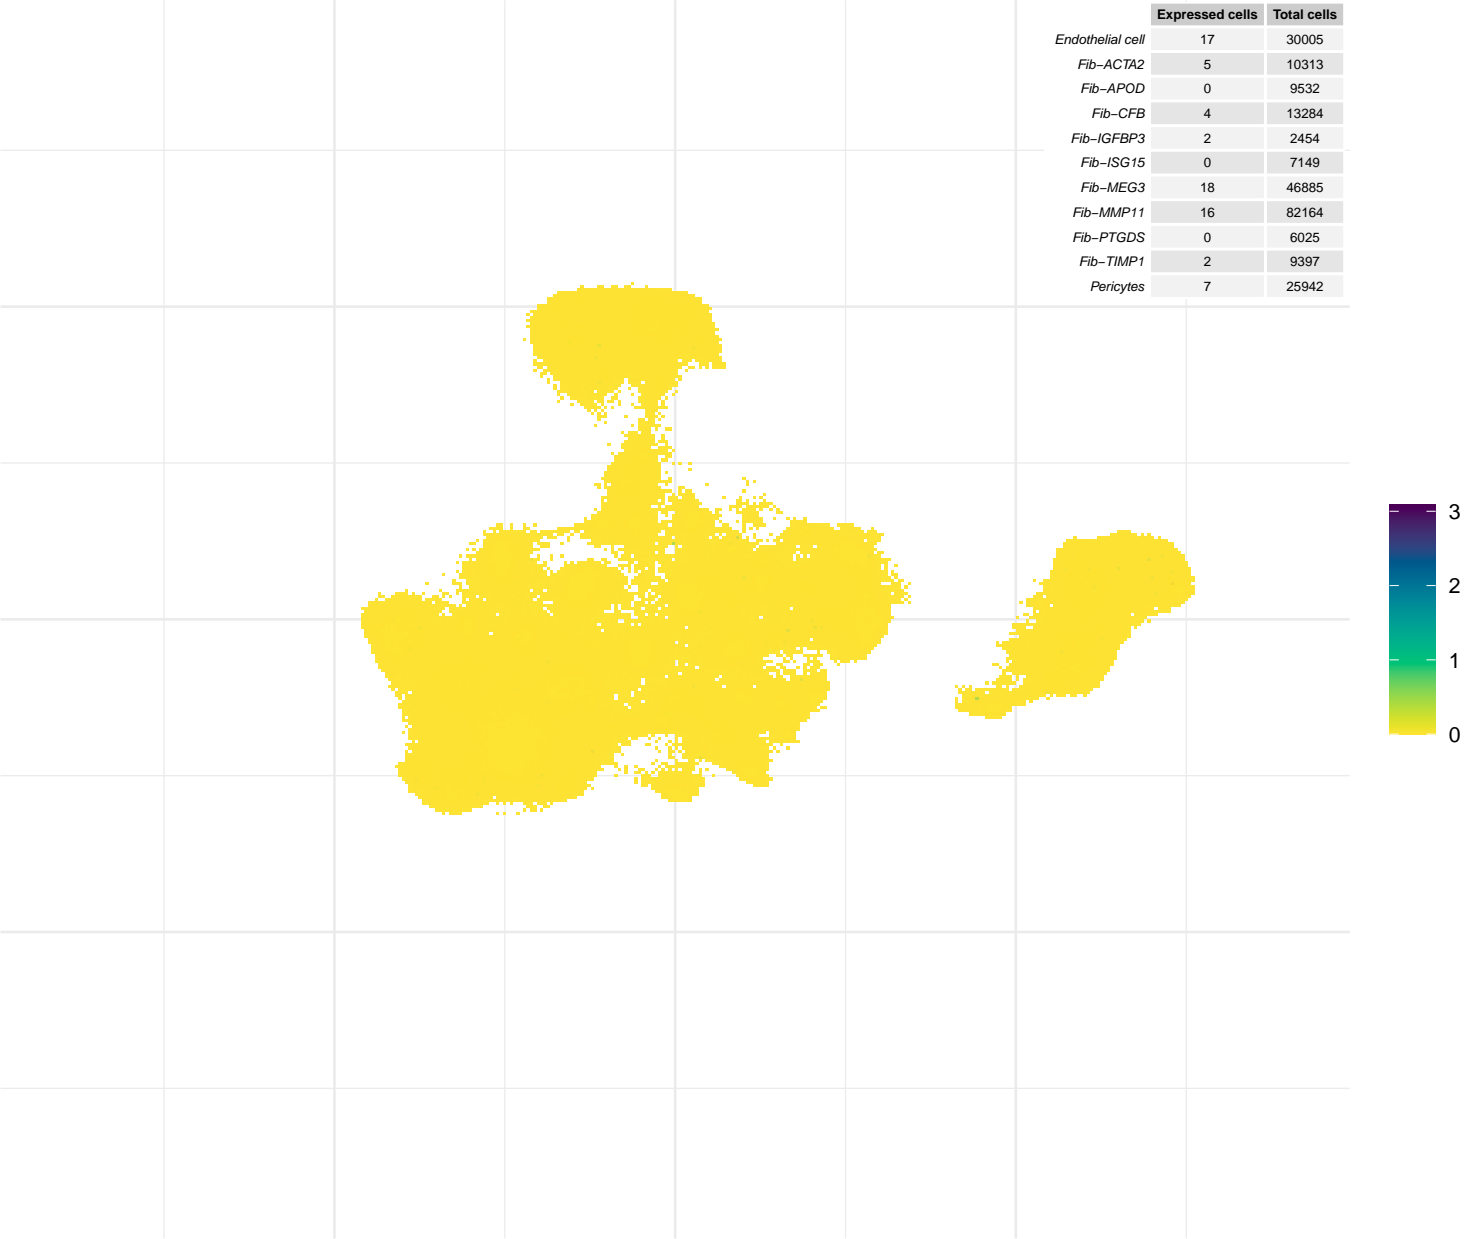 Expressed cells Total cells
Endothelial cell 17 30005
Fib−ACTA2 5 10313
Fib−APOD 0 9532
Fib−CFB 4 13284
Fib−IGFBP3 2 2454
Fib−ISG15 0 7149
Fib−MEG3 18 46885
Fib−MMP11 16 82164
Fib−PTGDS 0 6025
Fib−TIMP1 2 9397
Pericytes 7 25942
3
2
1
0